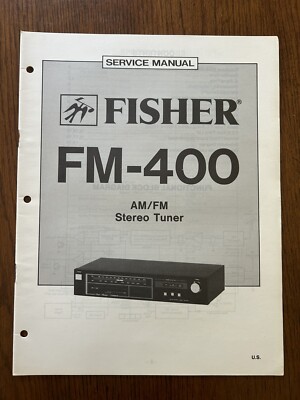 SERVICE MANUAL
FISHER®
FM-400
AM/FM
Stereo Tuner
U.S.